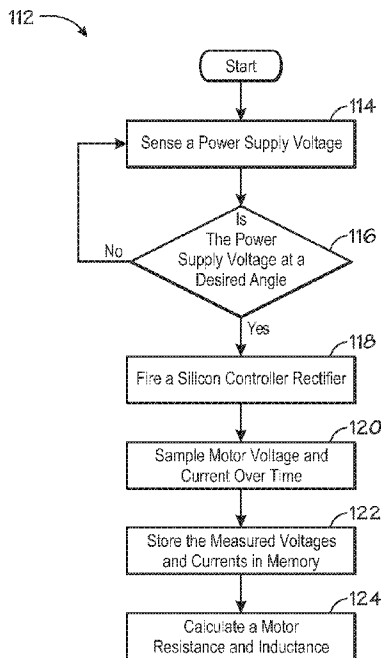 112
Start
114
Sense a Power Supply Voltage
116
Is
The Power
Supply Voltage at a
Desired Angle
No
Yes
118
Fire a Silicon Controller Rectifier
120
Sample Motor Voltage and
Current Over Time
122
Store the Measured Voltages
and Currents in Memory
124
Calculate a Motor
Resistance and Inductance